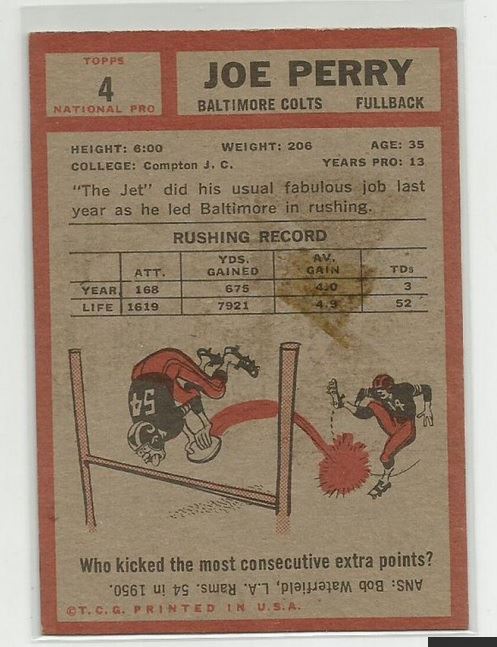 TOPPS
4
NATIONAL PRO
JOE PERRY
BALTIMORE COLTS FULLBACK
HEIGHT: 6:00 WEIGHT: 206 AGE: 35
COLLEGE: Compton J. C. YEARS PRO: 13
"The Jet" did his usual fabulous job last
year as he led Baltimore in rushing.
RUSHING RECORD
ATT. YDS. GAINED AV. GAIN TDs
YEAR 168 675 4.0 3
LIFE 1619 7921 4.9 52
54
Who kicked the most consecutive extra points?
ANS: Bob Waterfield, L.A. Rams. 54 in 1950.
©T.C.G. PRINTED IN U.S.A.